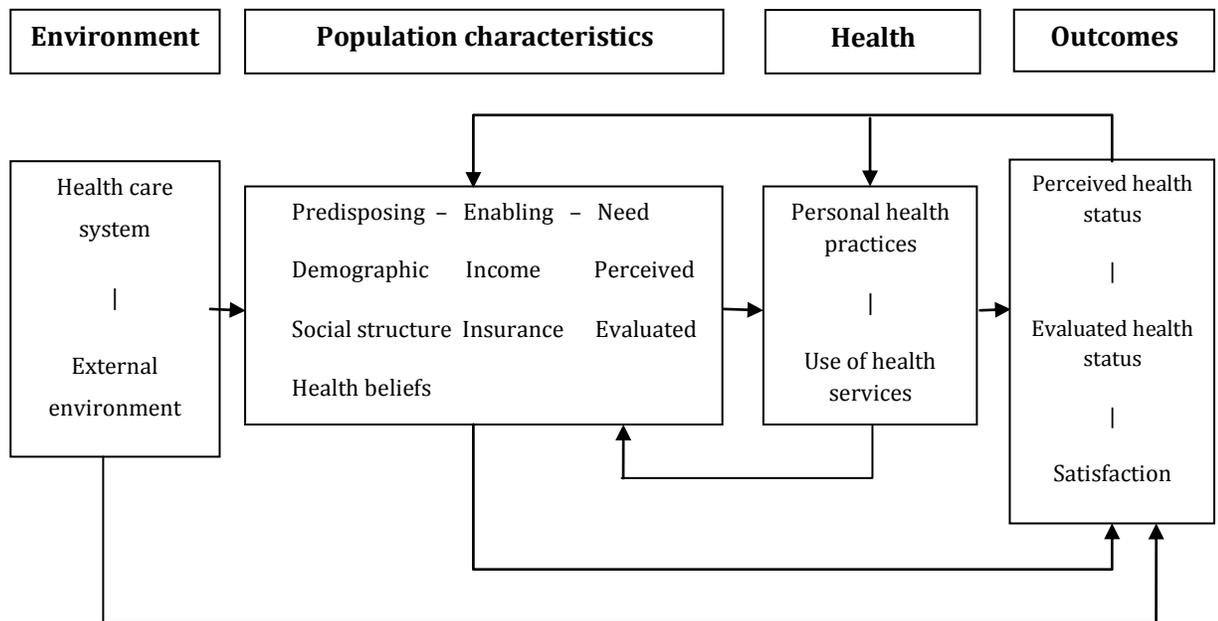 Environment
Population characteristics
Health
Outcomes
Health care
system
|
External
environment
Predisposing – Enabling – Need
Demographic Income Perceived
Social structure Insurance Evaluated
Health beliefs
Personal health
practices
|
Use of health
services
Perceived health
status
|
Evaluated health
status
|
Satisfaction